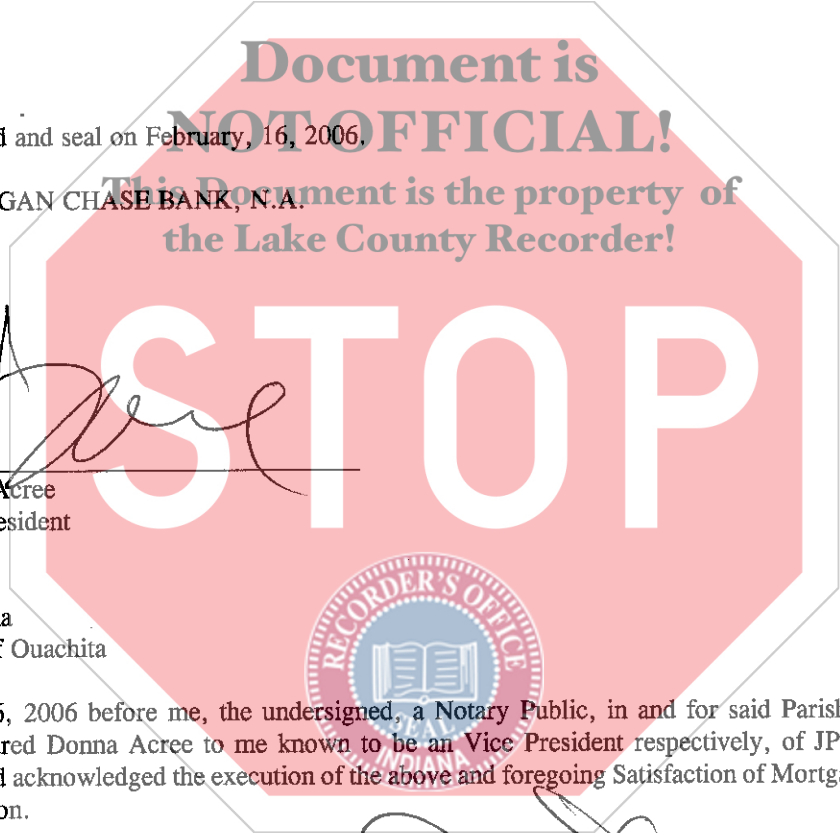 Document is
NOT OFFICIAL!
and seal on February, 16, 2006.
This Document is the property of
GAN CHASE BANK, N.A.
the Lake County Recorder!
STOP
Acree
esident
a
Ouachita
RECORDER'S OFFICE
SEAL
INDIANA
, 2006 before me, the undersigned, a Notary Public, in and for said Parish
red Donna Acree to me known to be an Vice President respectively, of JP
acknowledged the execution of the above and foregoing Satisfaction of Mortga
on.